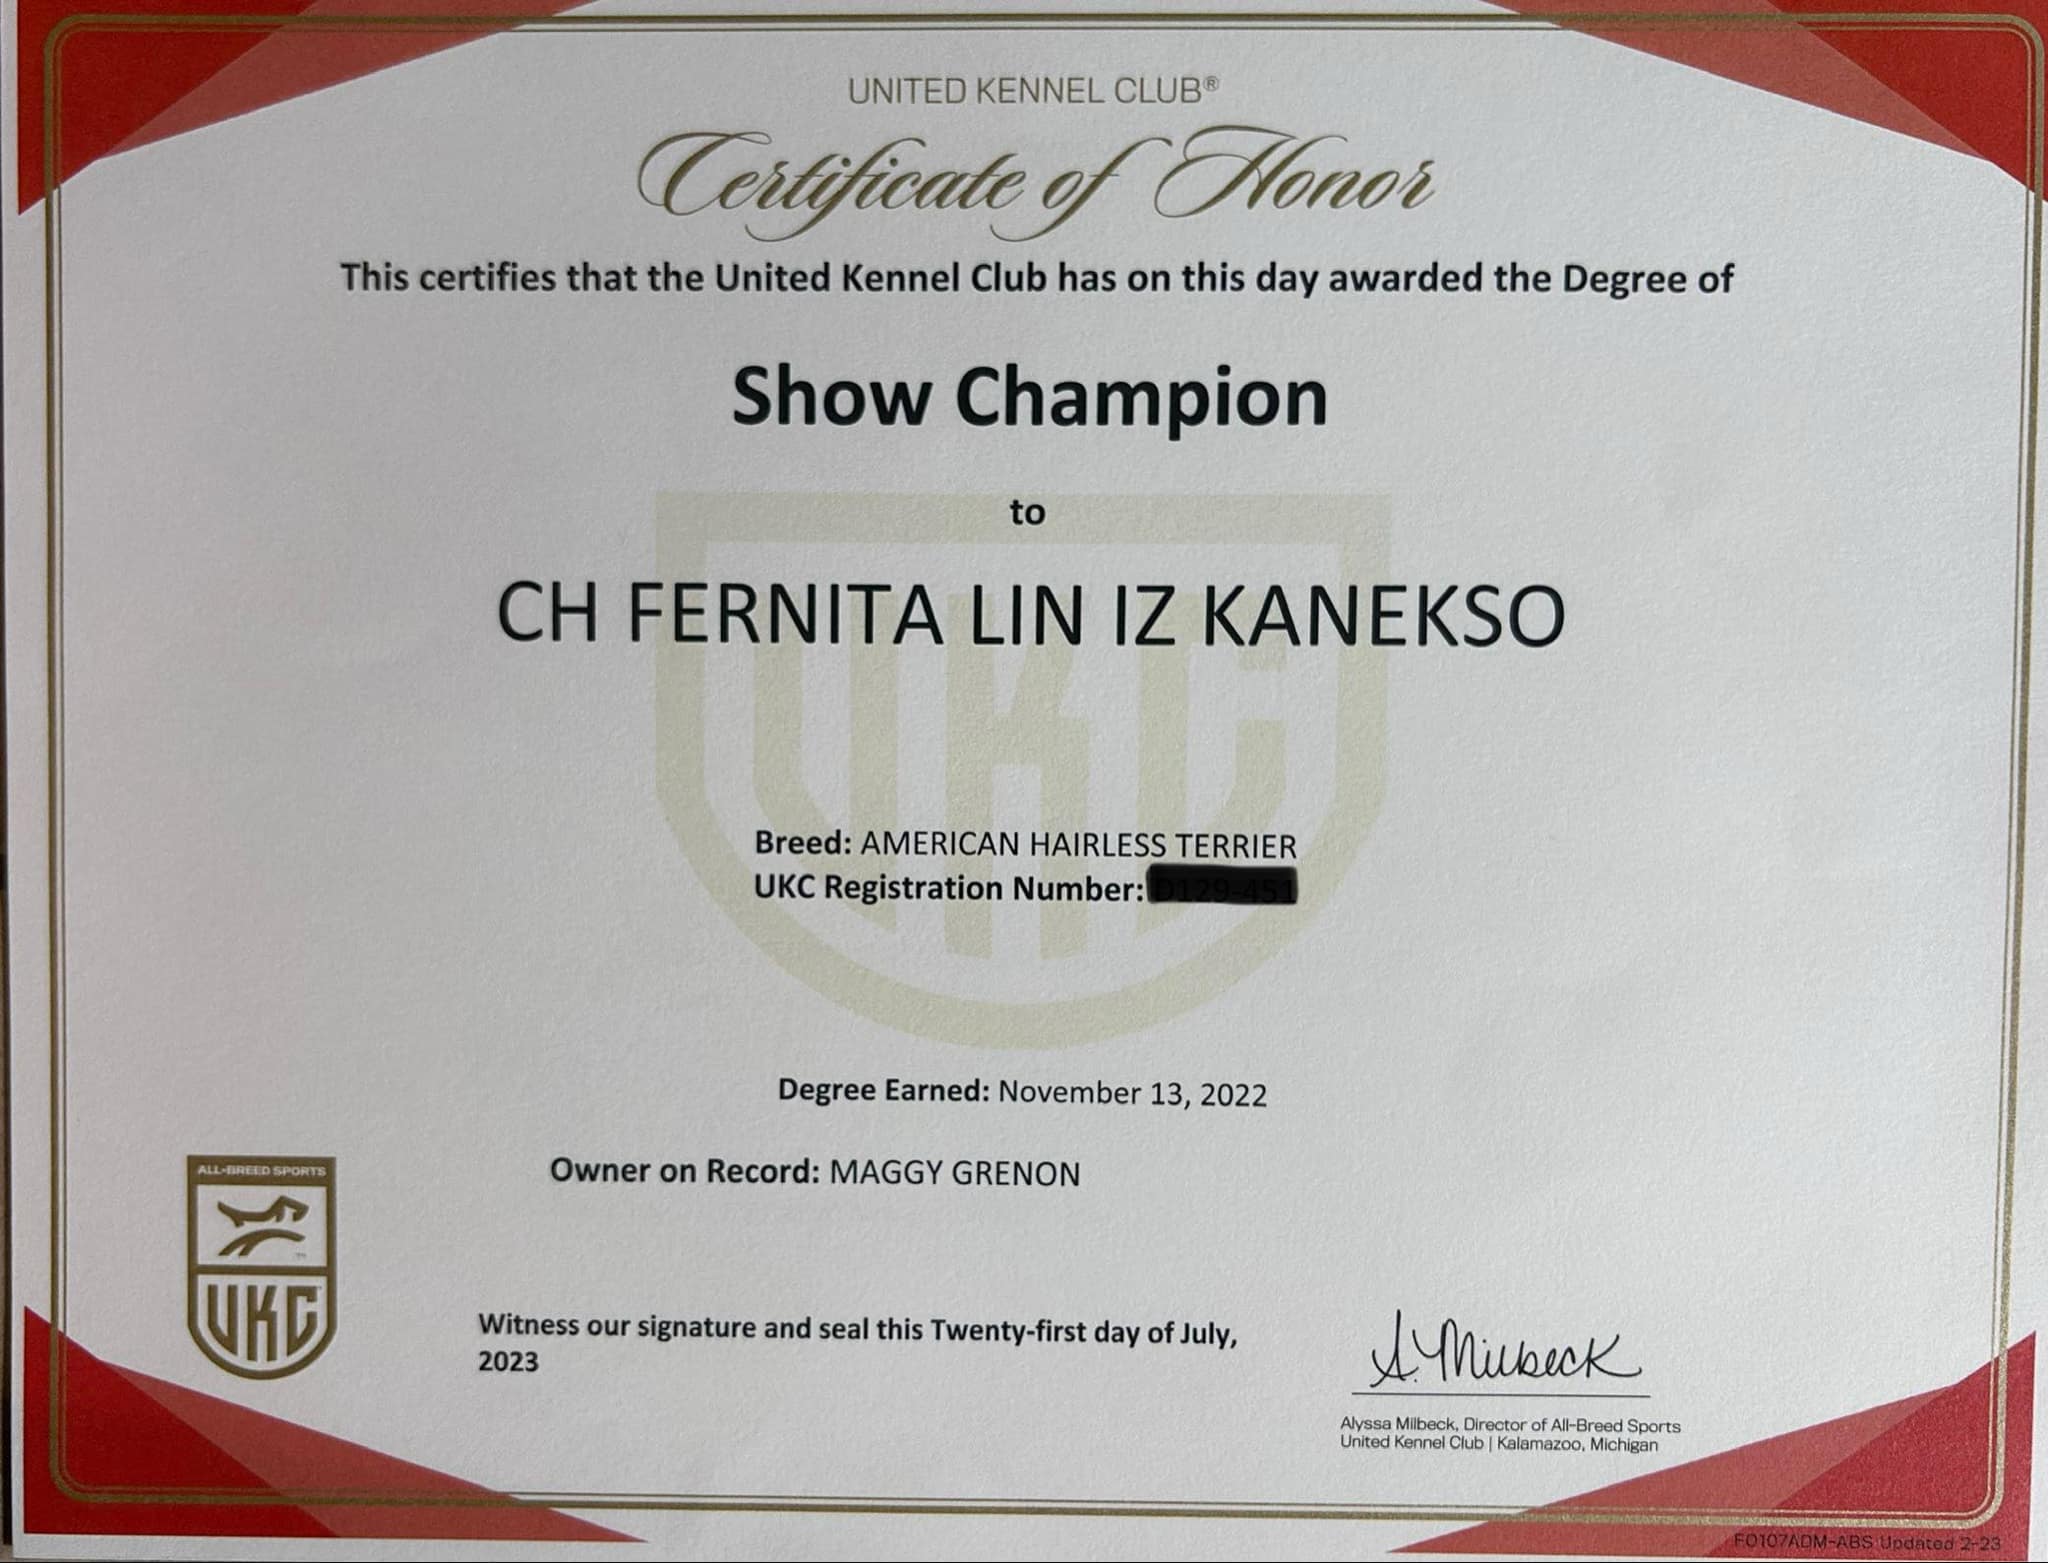 UNITED KENNEL CLUB®
Certificate of Honor
This certifies that the United Kennel Club has on this day awarded the Degree of
Show Champion
to
CH FERNITA LIN IZ KANEKSO
UKC
Breed: AMERICAN HAIRLESS TERRIER
UKC Registration Number:
Degree Earned: November 13, 2022
Owner on Record: MAGGY GRENON
ALL-BREED SPORTS
™
UKC
Witness our signature and seal this Twenty-first day of July,
2023
A. Milbeck
Alyssa Milbeck, Director of All-Breed Sports
United Kennel Club | Kalamazoo, Michigan
FO107ADM-ABS Updated 2-23